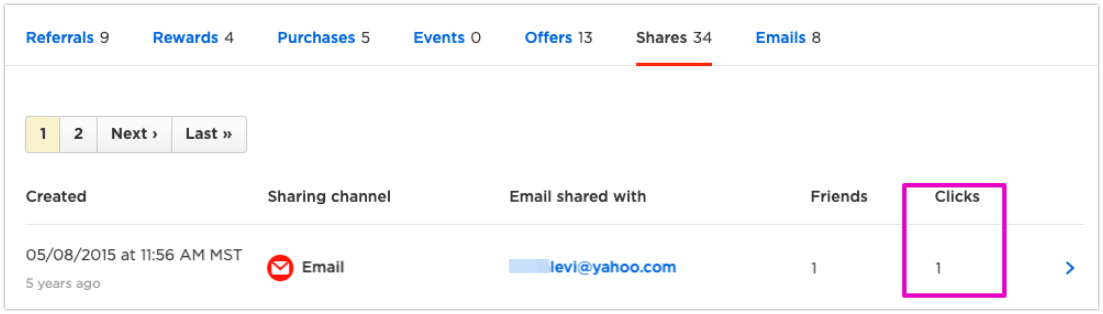 Referrals 9 Rewards 4 Purchases 5 Events 0 Offers 13 Shares 34 Emails 8
1 2 Next › Last »
Created Sharing channel Email shared with Friends Clicks
05/08/2015 at 11:56 AM MST Email levi@yahoo.com 1 1
5 years ago